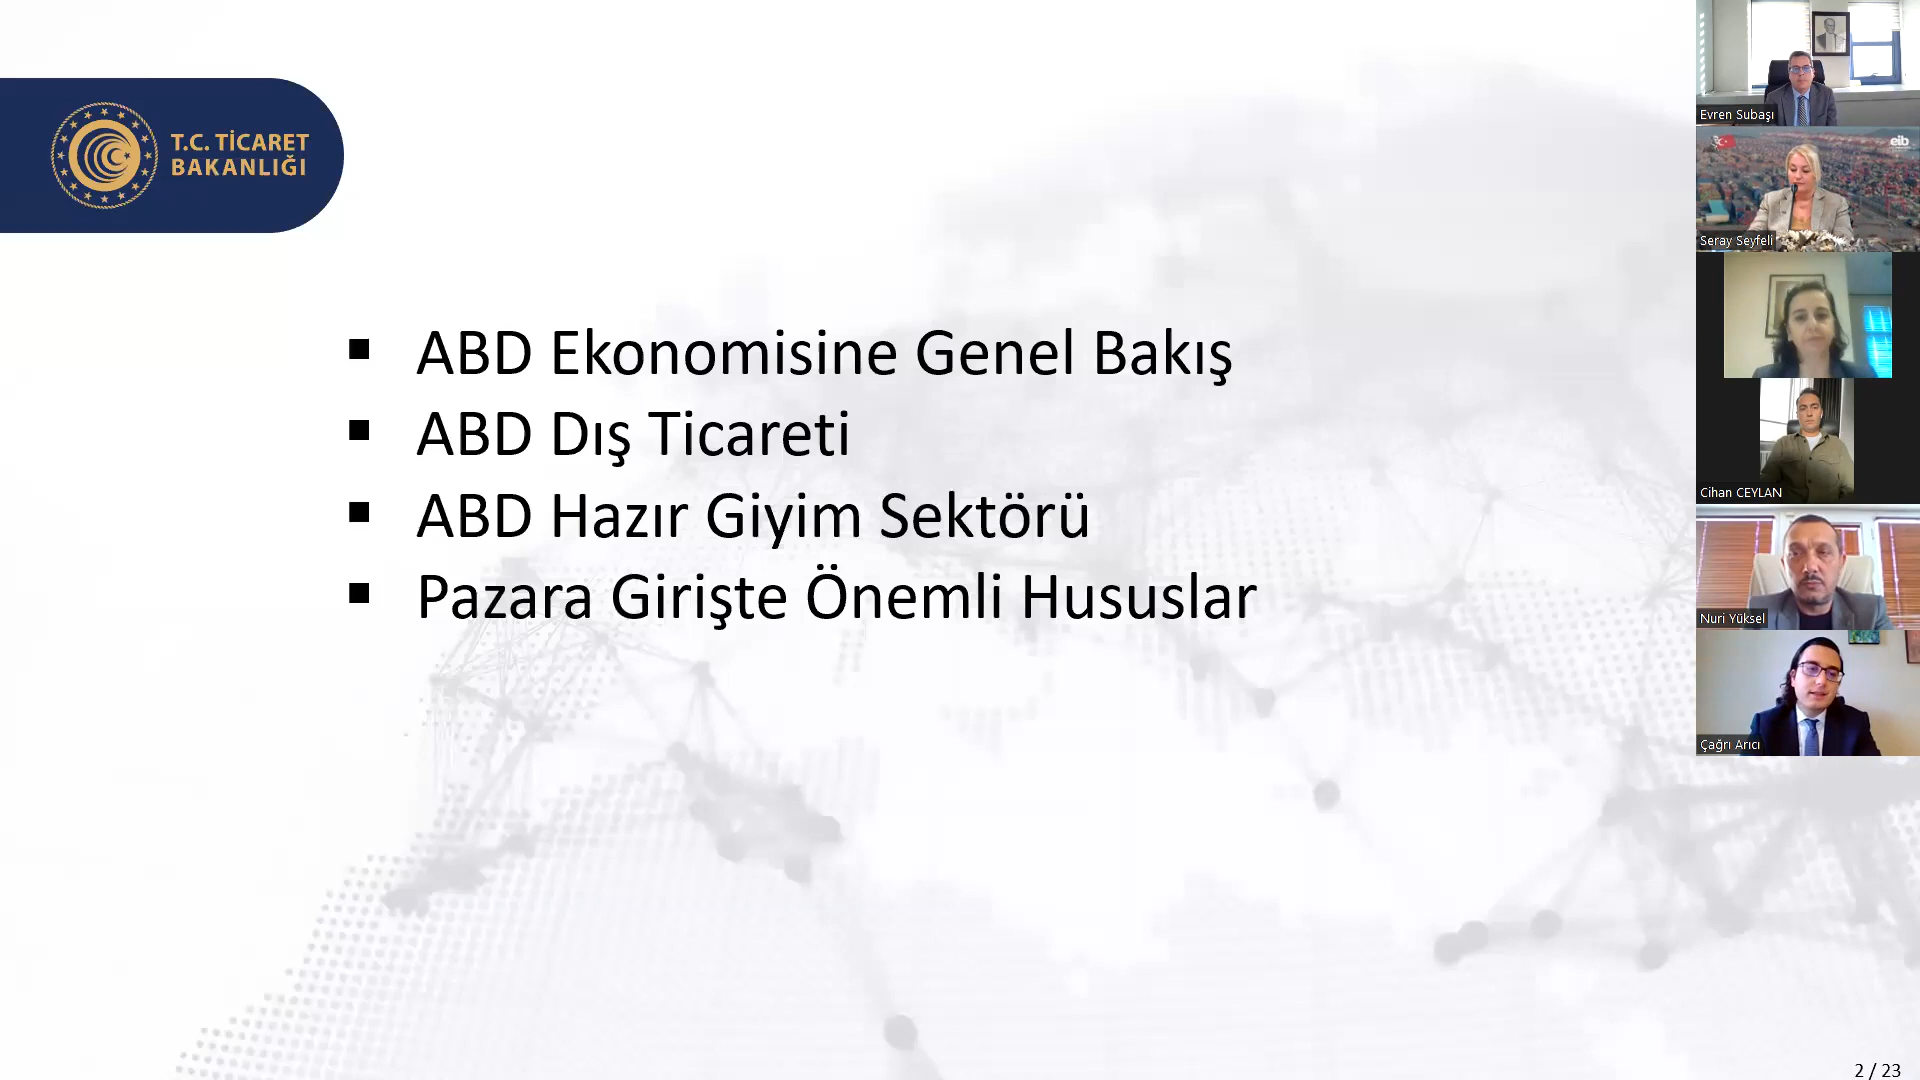 T.C. TİCARET
BAKANLIĞI
▪ ABD Ekonomisine Genel Bakış
▪ ABD Dış Ticareti
▪ ABD Hazır Giyim Sektörü
▪ Pazara Girişte Önemli Hususlar
Evren Subaşı
eib
Seray Seyfeli
Cihan CEYLAN
Nuri Yüksel
Çağrı Arıcı
2 / 23